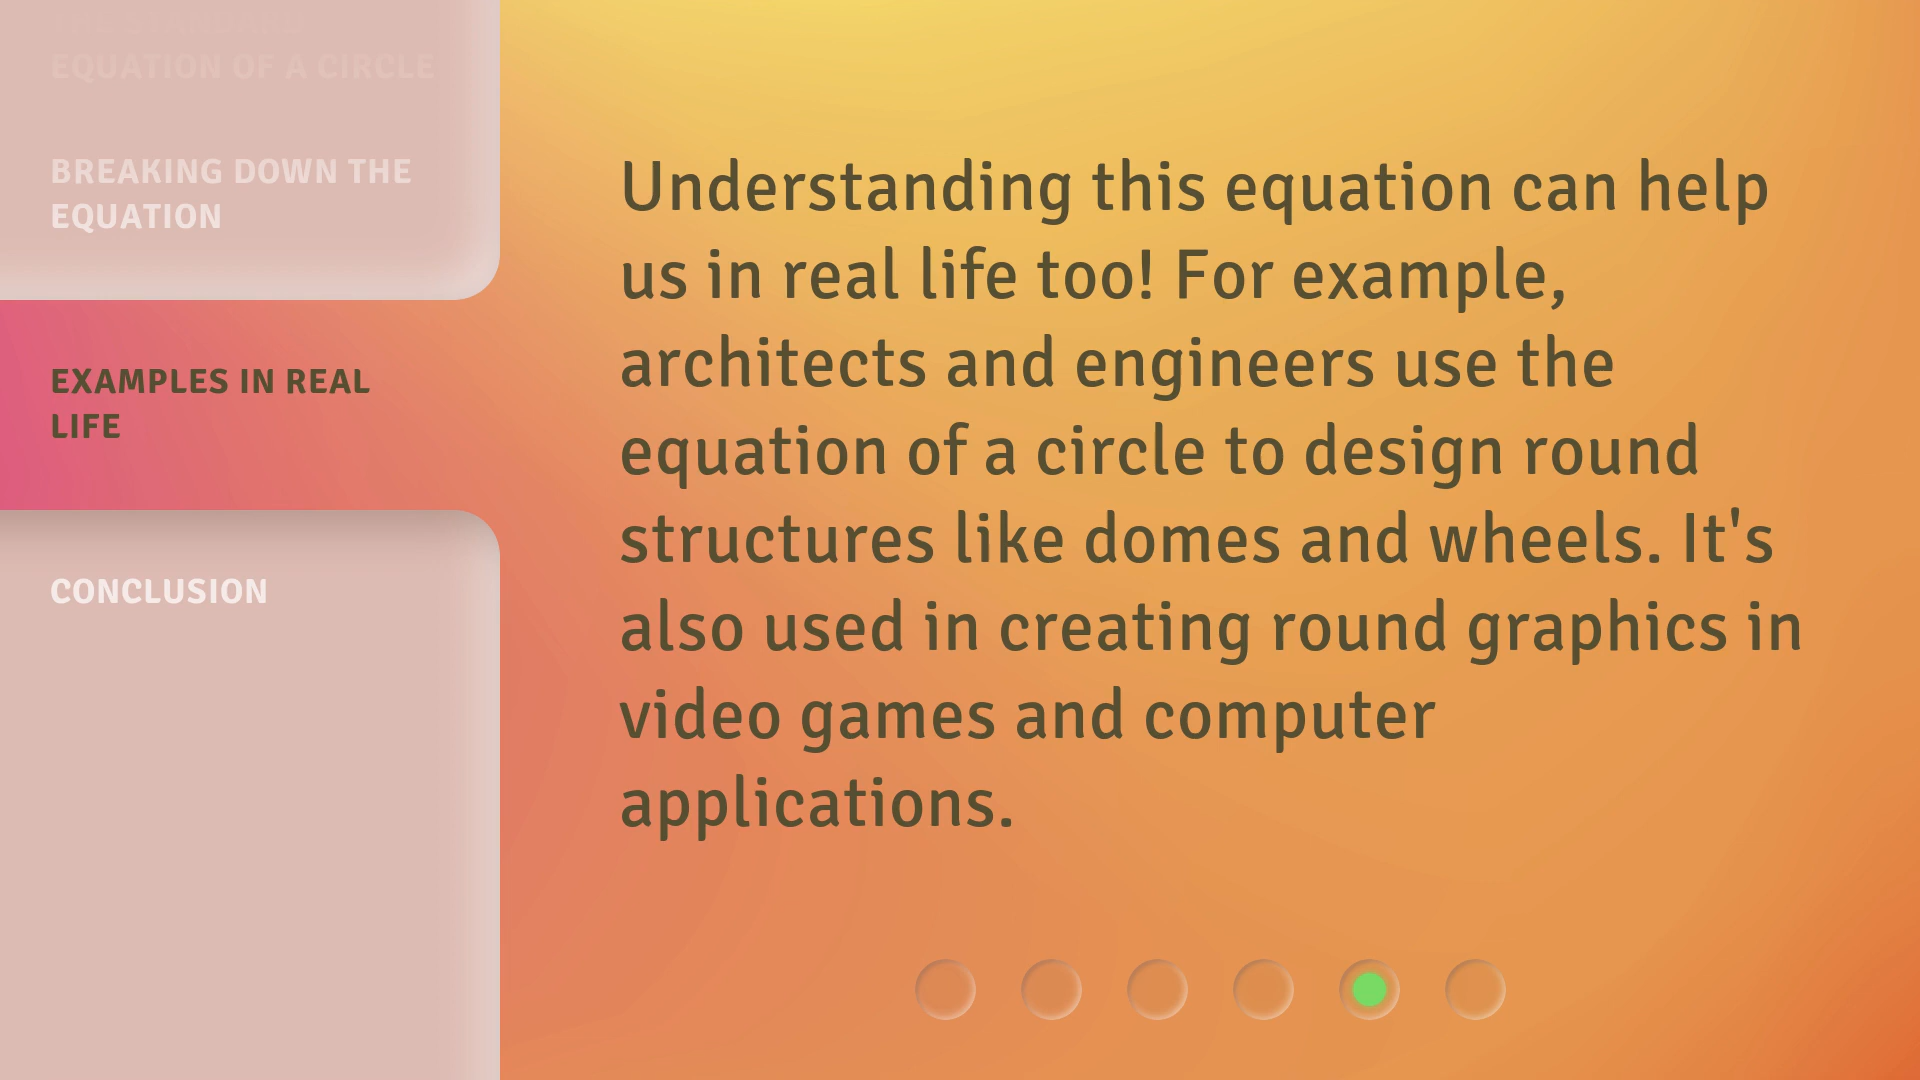 EQUATION OF A CIRCLE
BREAKING DOWN THE
EQUATION
EXAMPLES IN REAL
LIFE
CONCLUSION
Understanding this equation can help
us in real life too! For example,
architects and engineers use the
equation of a circle to design round
structures like domes and wheels. It's
also used in creating round graphics in
video games and computer
applications.